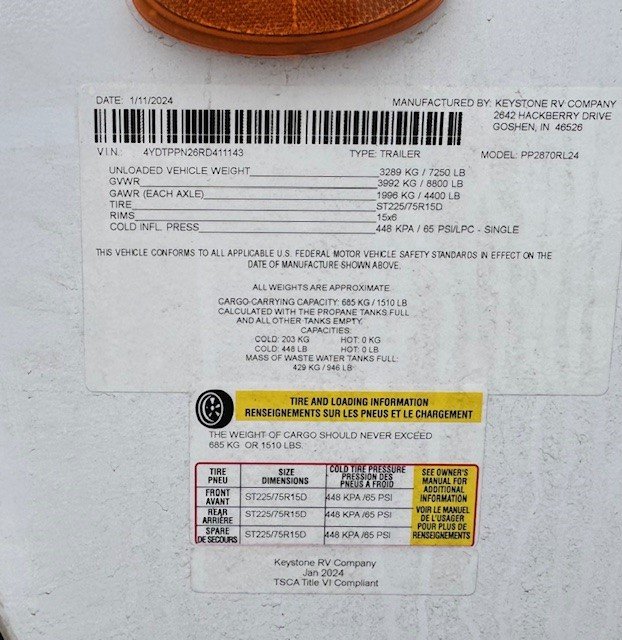 DATE: 1/11/2024 MANUFACTURED BY: KEYSTONE RV COMPANY
2642 HACKBERRY DRIVE
GOSHEN, IN 46526
V.I.N.: 4YDTPPN26RD411143 TYPE: TRAILER MODEL: PP2870RL24
UNLOADED VEHICLE WEIGHT 3289 KG / 7250 LB
GVWR 3992 KG / 8800 LB
GAWR (EACH AXLE) 1996 KG / 4400 LB
TIRE ST225/75R15D
RIMS 15x6
COLD INFL. PRESS 448 KPA / 65 PSI/LPC - SINGLE
THIS VEHICLE CONFORMS TO ALL APPLICABLE U.S. FEDERAL MOTOR VEHICLE SAFETY STANDARDS IN EFFECT ON THE
DATE OF MANUFACTURE SHOWN ABOVE.
ALL WEIGHTS ARE APPROXIMATE
CARGO-CARRYING CAPACITY: 685 KG / 1510 LB
CALCULATED WITH THE PROPANE TANKS FULL
AND ALL OTHER TANKS EMPTY.
CAPACITIES:
COLD: 203 KG HOT: 0 KG
COLD: 448 LB HOT: 0 LB
MASS OF WASTE WATER TANKS FULL:
429 KG / 946 LB
TIRE AND LOADING INFORMATION
RENSEIGNEMENTS SUR LES PNEUS ET LE CHARGEMENT
THE WEIGHT OF CARGO SHOULD NEVER EXCEED
685 KG OR 1510 LBS.
TIRE
PNEU
SIZE
DIMENSIONS
COLD TIRE PRESSURE
PRESSION DES
PNEUS A FROID
SEE OWNER'S
MANUAL FOR
ADDITIONAL
INFORMATION
VOIR LE MANUEL
DE L'USAGER
POUR PLUS DE
RENSEIGNEMENTS
FRONT
AVANT
ST225/75R15D 448 KPA /65 PSI
REAR
ARRIÈRE
ST225/75R15D 448 KPA /65 PSI
SPARE
DE SECOURS
ST225/75R15D 448 KPA /65 PSI
Keystone RV Company
Jan 2024
TSCA Title VI Compliant